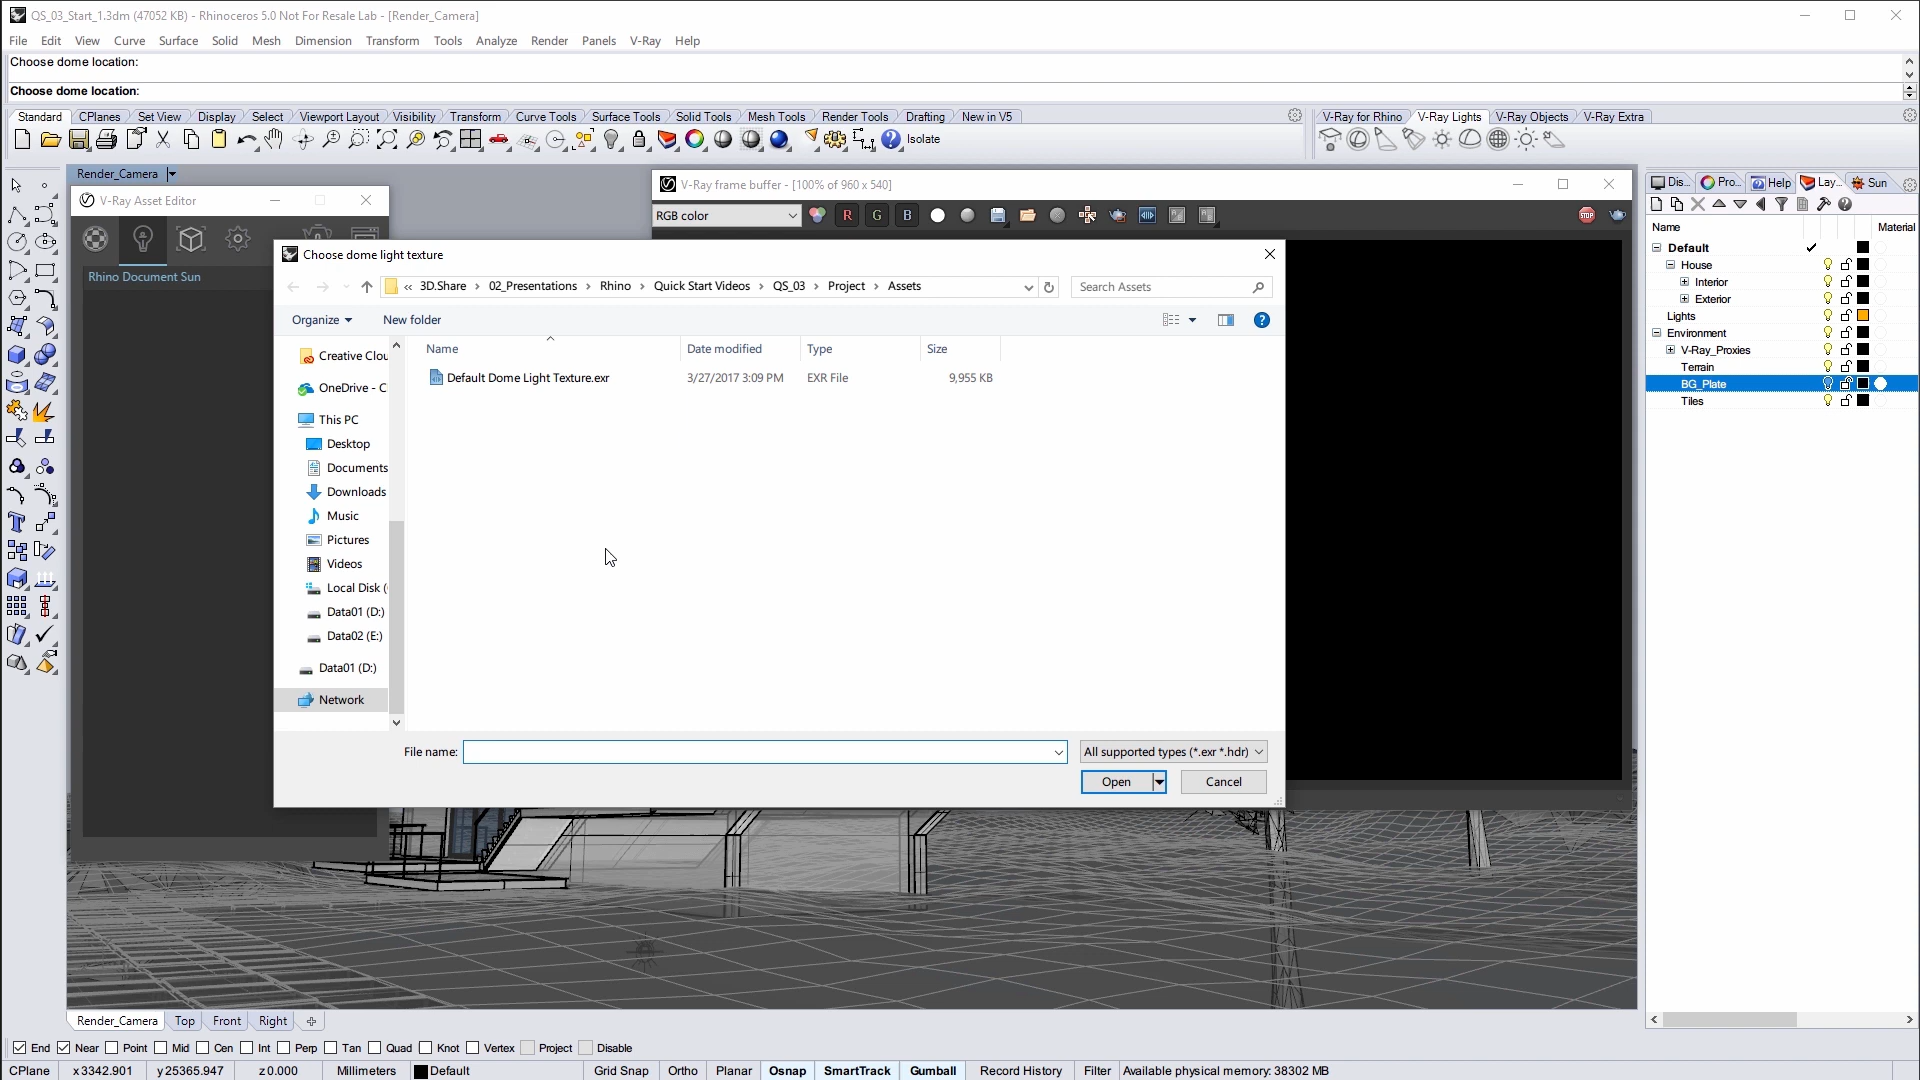 QS_03_Start_1.3dm (47052 KB) - Rhinoceros 5.0 Not For Resale Lab - [Render_Camera]
File Edit View Curve Surface Solid Mesh Dimension Transform Tools Analyze Render Panels V-Ray Help
Choose dome location:
Choose dome location:
Standard CPlanes Set View Display Select Viewport Layout Visibility Transform Curve Tools Surface Tools Solid Tools Mesh Tools Render Tools Drafting New in V5 V-Ray for Rhino V-Ray Lights V-Ray Objects V-Ray Extra
Isolate
Render_Camera
V-Ray Asset Editor
Rhino Document Sun
V-Ray frame buffer - [100% of 960 x 540]
RGB color R G B STOP
Choose dome light texture
« 3D.Share > 02_Presentations > Rhino > Quick Start Videos > QS_03 > Project > Assets
Search Assets
Organize New folder
Name Date modified Type Size
Default Dome Light Texture.exr 3/27/2017 3:09 PM EXR File 9,955 KB
Creative Clou
OneDrive - C
This PC
Desktop
Documents
Downloads
Music
Pictures
Videos
Local Disk (
Data01 (D:)
Data02 (E:)
Data01 (D:)
Network
File name: All supported types (*.exr *.hdr)
Open Cancel
Dis... Pro... Help Lay... Sun
Name Material
Default
House
Interior
Exterior
Lights
Environment
V-Ray_Proxies
Terrain
BG_Plate
Tiles
Render_Camera Top Front Right
End Near Point Mid Cen Int Perp Tan Quad Knot Vertex Project Disable
CPlane x3342.901 y25365.947 z0.000 Millimeters Default Grid Snap Ortho Planar Osnap SmartTrack Gumball Record History Filter Available physical memory: 38302 MB